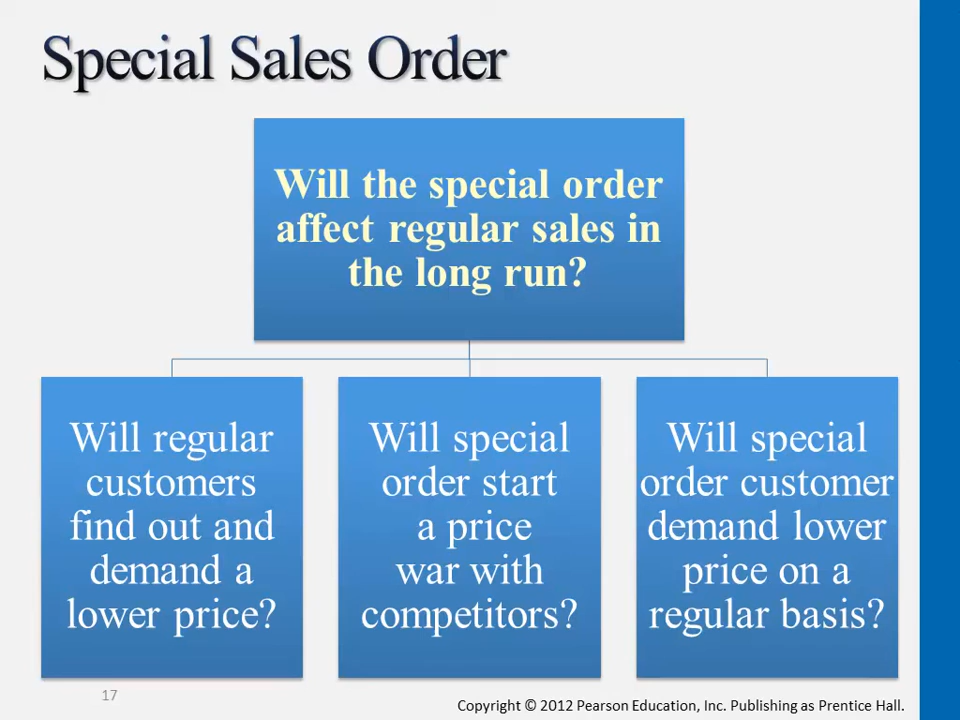 Special Sales Order
Will the special order
affect regular sales in
the long run?
Will regular
customers
find out and
demand a
lower price?
Will special
order start
a price
war with
competitors?
Will special
order customer
demand lower
price on a
regular basis?
17
Copyright © 2012 Pearson Education, Inc. Publishing as Prentice Hall.